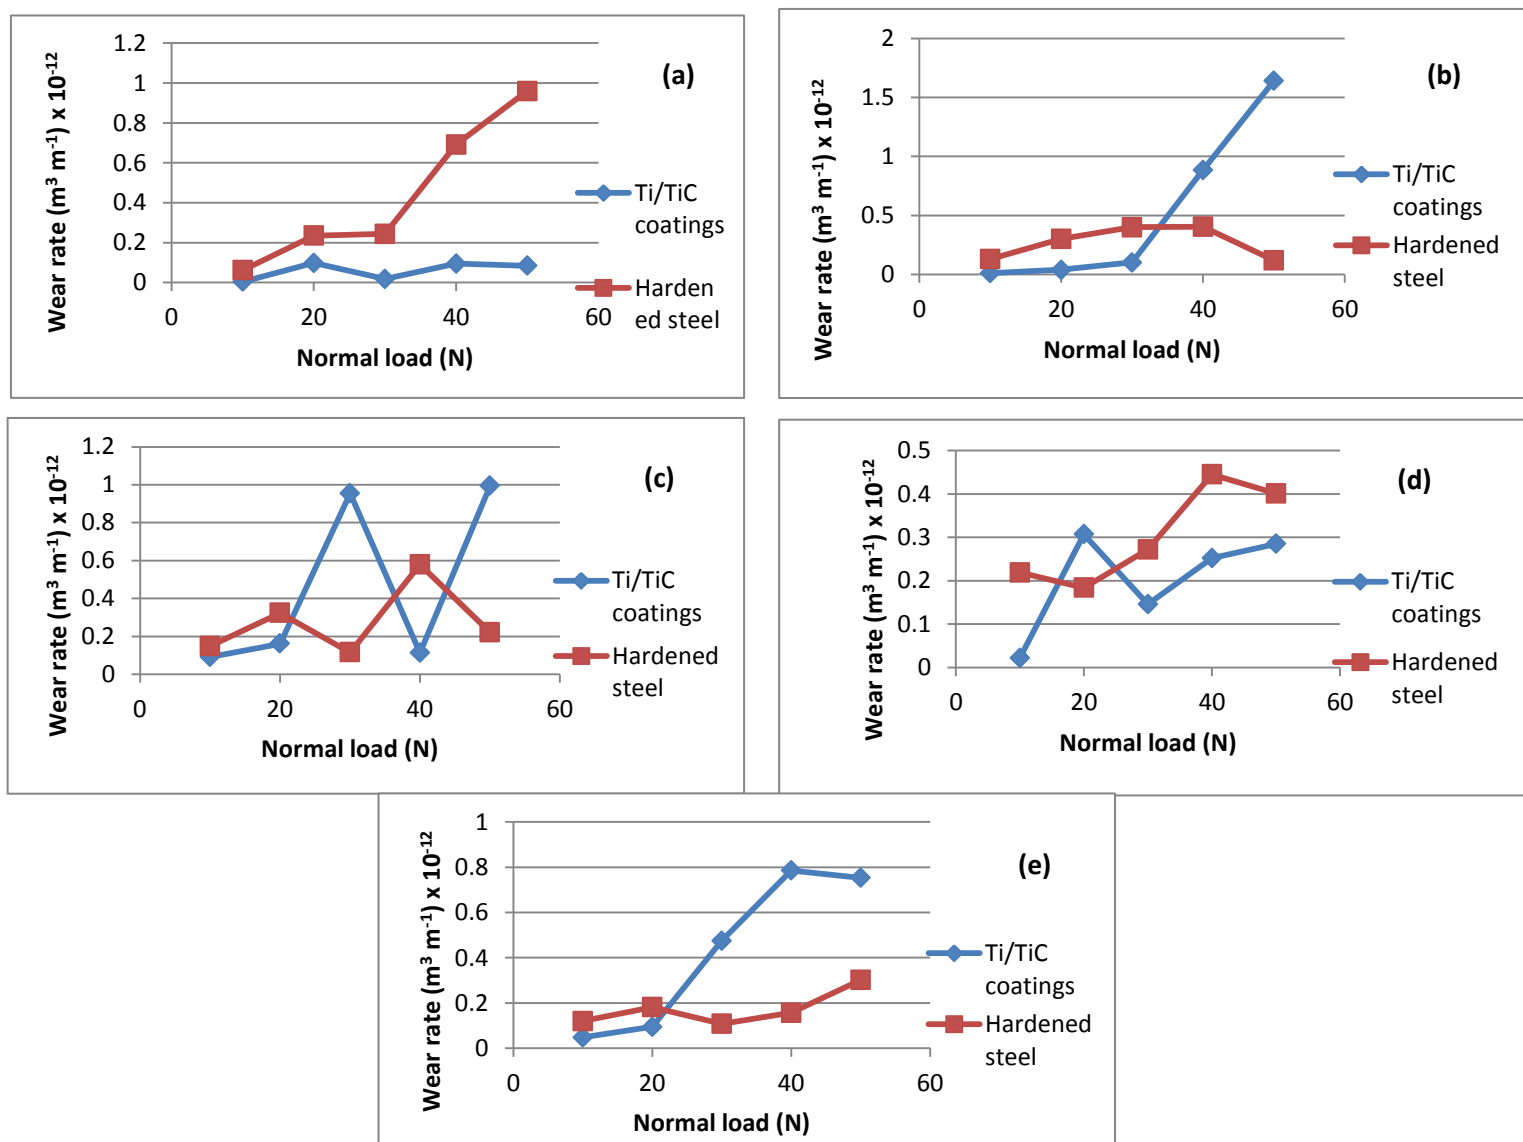 (a)
Wear rate (m³ m⁻¹) x 10⁻¹²
1.2
1
0.8
0.6
0.4
0.2
0
0
20
40
60
Normal load (N)
Ti/TiC
coatings
Harden
ed steel
(b)
Wear rate (m³ m⁻¹) x 10⁻¹²
2
1.5
1
0.5
0
0
20
40
60
Normal load (N)
Ti/TiC
coatings
Hardened
steel
(c)
Wear rate (m³ m⁻¹) x 10⁻¹²
1.2
1
0.8
0.6
0.4
0.2
0
0
20
40
60
Normal load (N)
Ti/TiC
coatings
Hardened
steel
(d)
Wear rate (m³ m⁻¹) x 10⁻¹²
0.5
0.4
0.3
0.2
0.1
0
0
20
40
60
Normal load (N)
Ti/TiC
coatings
Hardened
steel
(e)
Wear rate (m³ m⁻¹) x 10⁻¹²
1
0.8
0.6
0.4
0.2
0
0
20
40
60
Normal load (N)
Ti/TiC
coatings
Hardened
steel